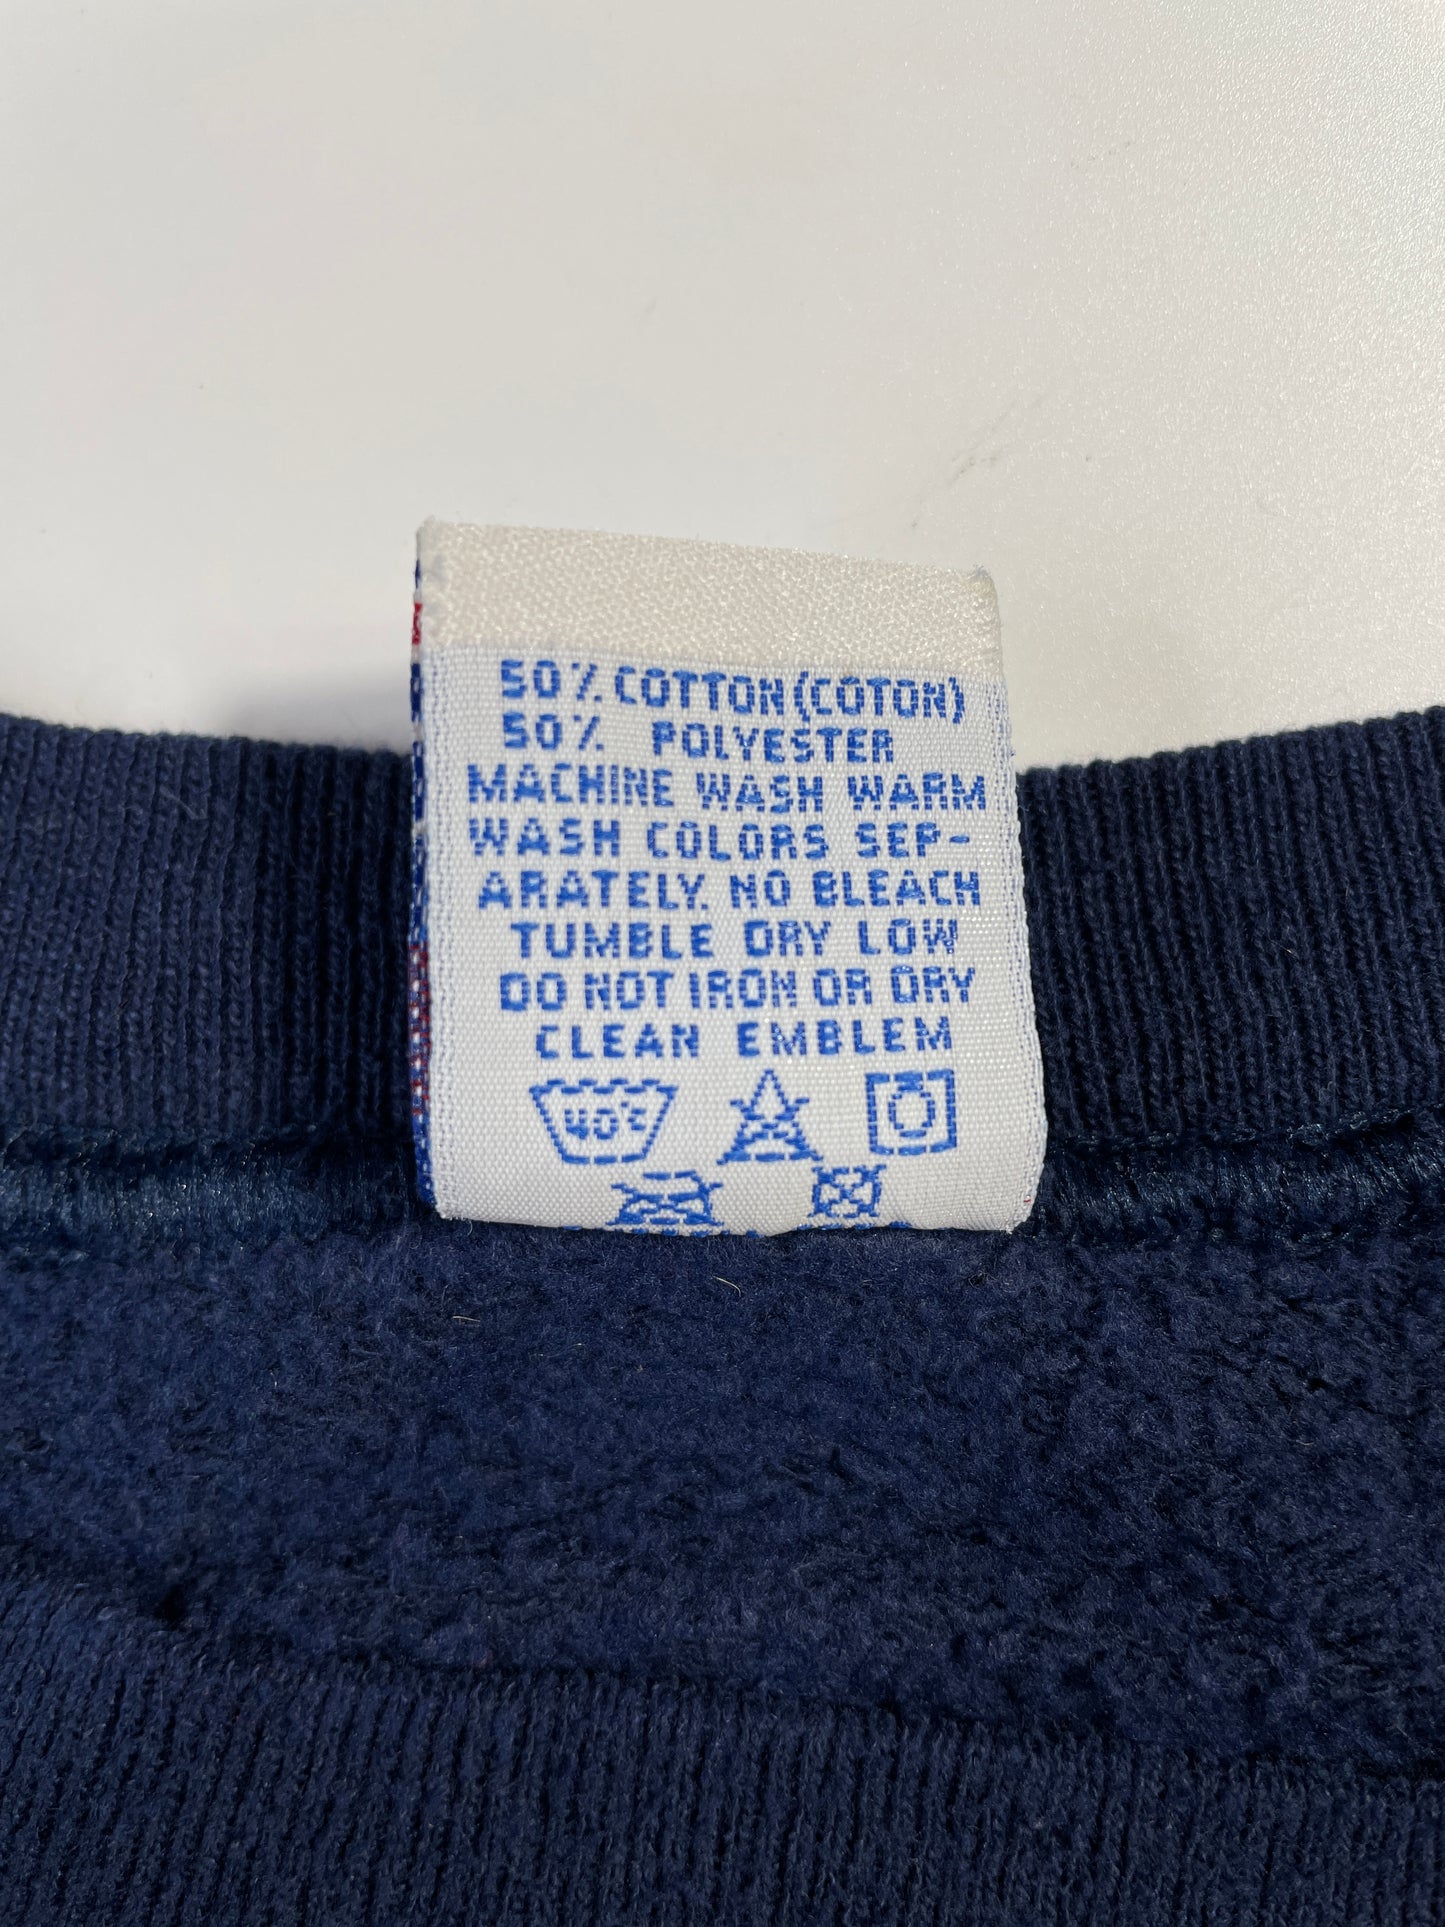 50% COTTON (COTON)
50% POLYESTER
MACHINE WASH WARM
WASH COLORS SEP-
ARATELY. NO BLEACH
TUMBLE DRY LOW
DO NOT IRON OR DRY
CLEAN EMBLEM
40°C